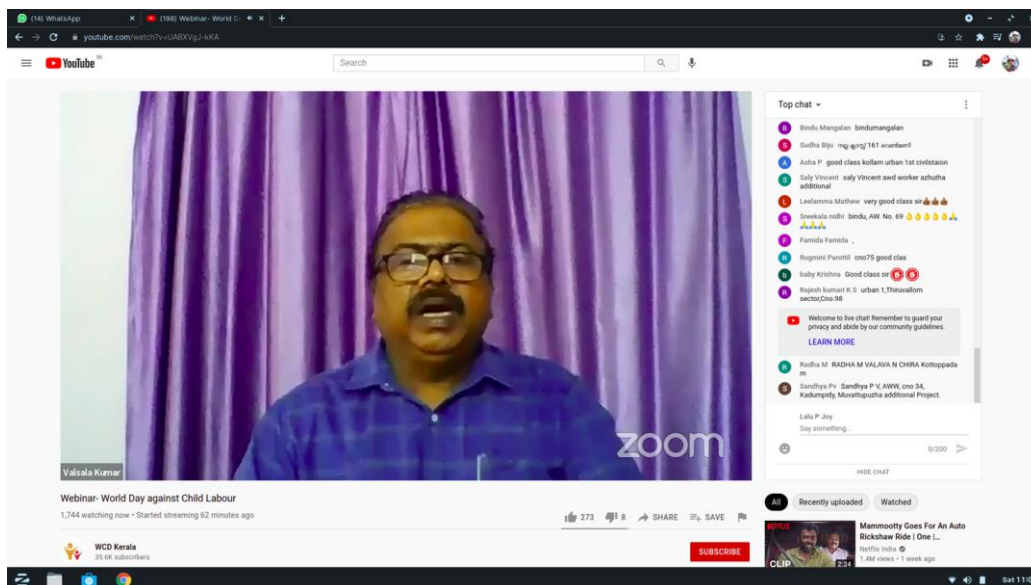 (14) WhatsApp
(198) Webinar- World D
youtube.com/watch?v=UABXVgJ-kKA
YouTube IN
Search
Top chat
B Bindu Mangalan bindumangalan
S Sudha Biju നല്ല ക്ലാസ്സ് 161 വെൺമണി
A Asha P good class kollam urban 1st civilstaion
S Saly Vincent saly Vincent awd worker azhutha
additional
L Leelamma Mathew very good class sir👍🏾👍🏾👍🏾
S Sreekala nidhi bindu, AW. No. 69 👌👌👌👌👌🙏
🙏🙏🙏
F Famida Famida ,
R Rugmini Parottil cno75 good clas
b baby Krishna Good class sir
R Rajesh kumari K S urban 1,Thiruvallom
sector,Cno.98
Welcome to live chat! Remember to guard your
privacy and abide by our community guidelines.
LEARN MORE
R Radha M RADHA M VALAVA N CHIRA Kottoppada
m
S Sandhya Pv Sandhya P V, AWW, cno 34,
Kadumpidy, Muvattupuzha additional Project.
Lalu P Joy
Say something...
0/200
HIDE CHAT
zoom
Valsala Kumar
Webinar- World Day against Child Labour
1,744 watching now • Started streaming 62 minutes ago
273 8 SHARE SAVE
WCD Kerala
35.6K subscribers
SUBSCRIBE
All Recently uploaded Watched
NETFLIX
CLIP
2:24
Mammootty Goes For An Auto
Rickshaw Ride | One |...
Netflix India
1.4M views • 1 week ago
Sat 11: